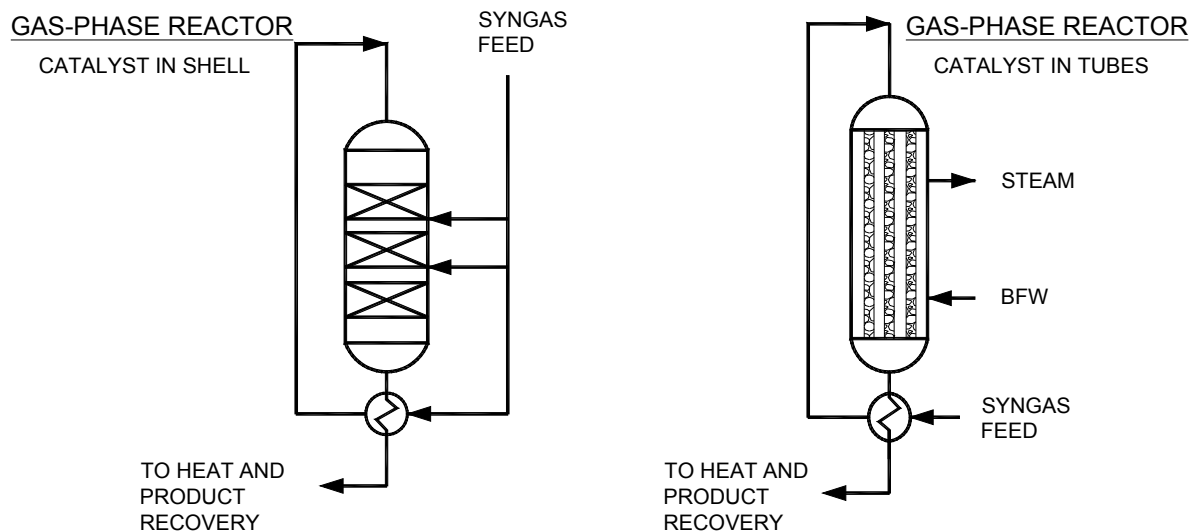 GAS-PHASE REACTOR
CATALYST IN SHELL
SYNGAS
FEED
TO HEAT AND
PRODUCT
RECOVERY
GAS-PHASE REACTOR
CATALYST IN TUBES
STEAM
BFW
SYNGAS
FEED
TO HEAT AND
PRODUCT
RECOVERY